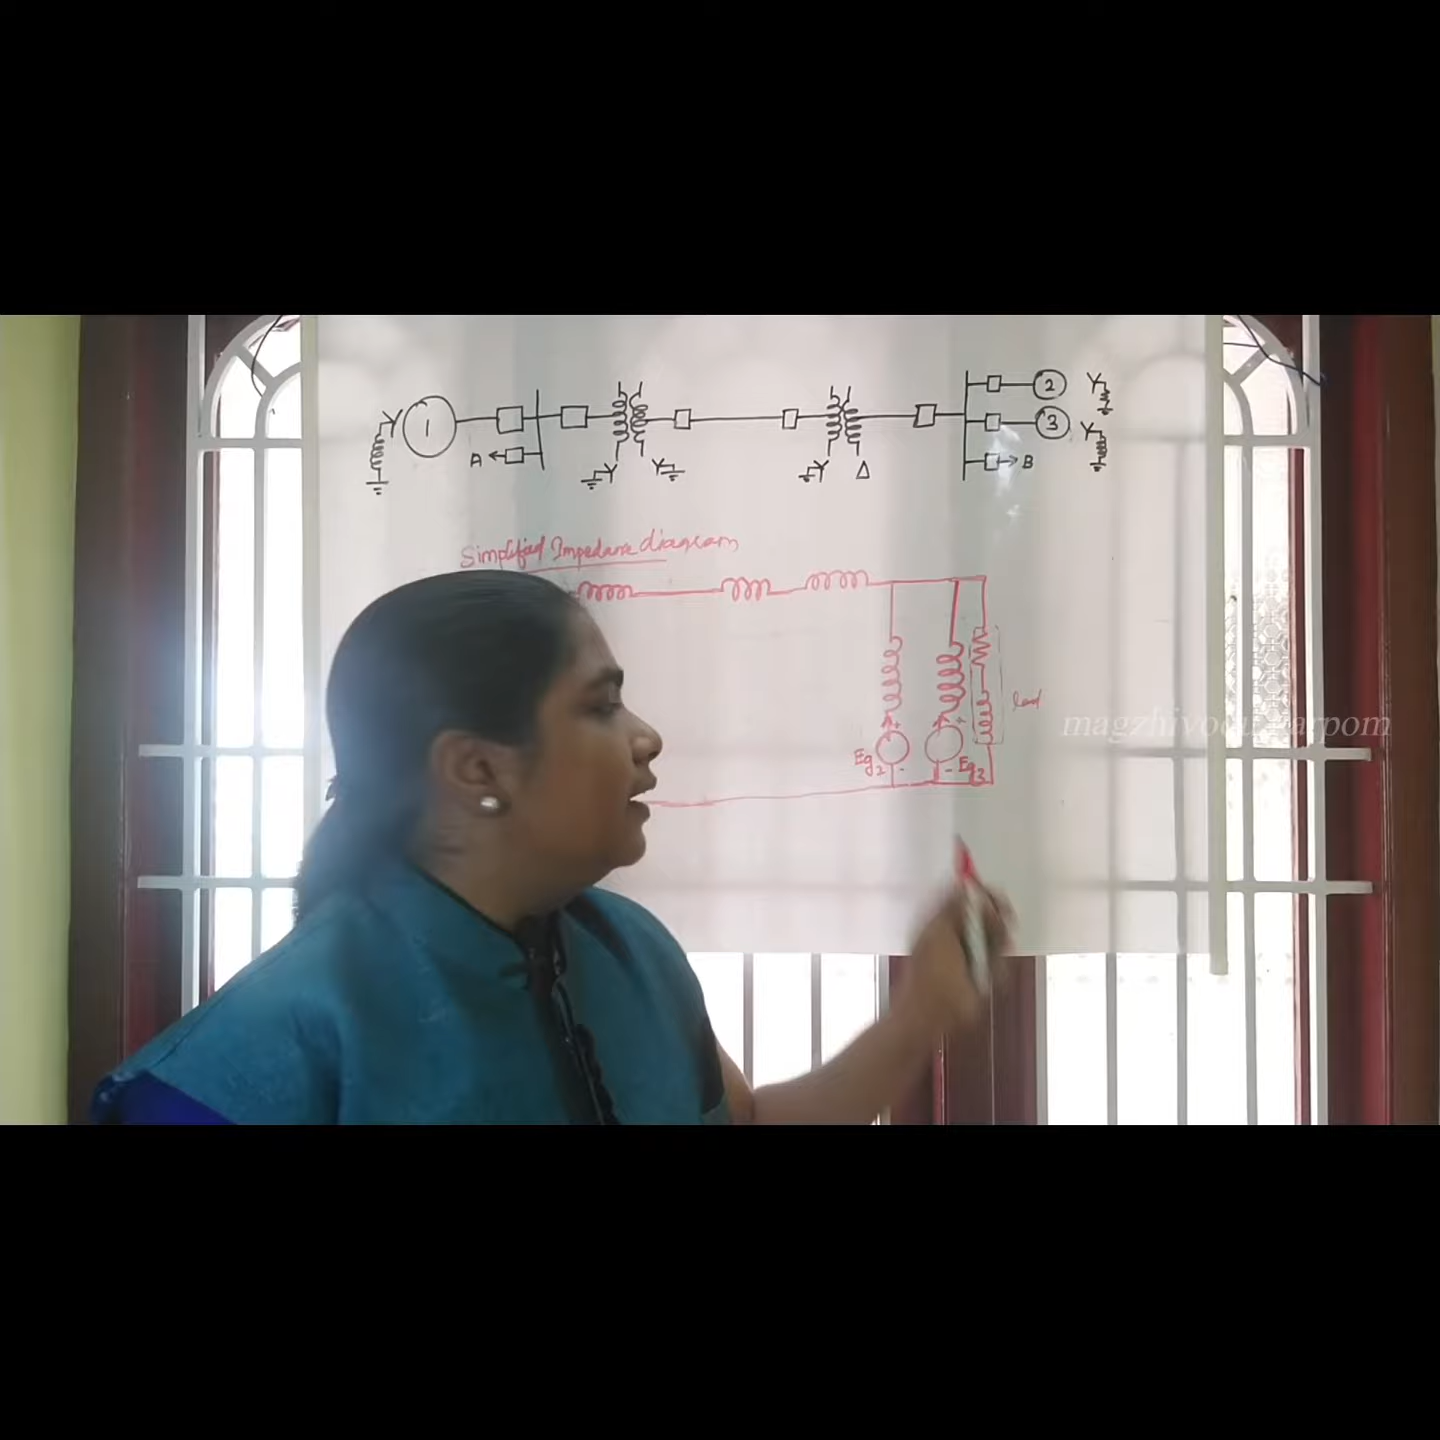 1
2
3
A
B
Y
Y
Y
Y
Y
Y
Δ
Simplified Impedance diagram
Eg2
+
-
Eg3
+
-
load